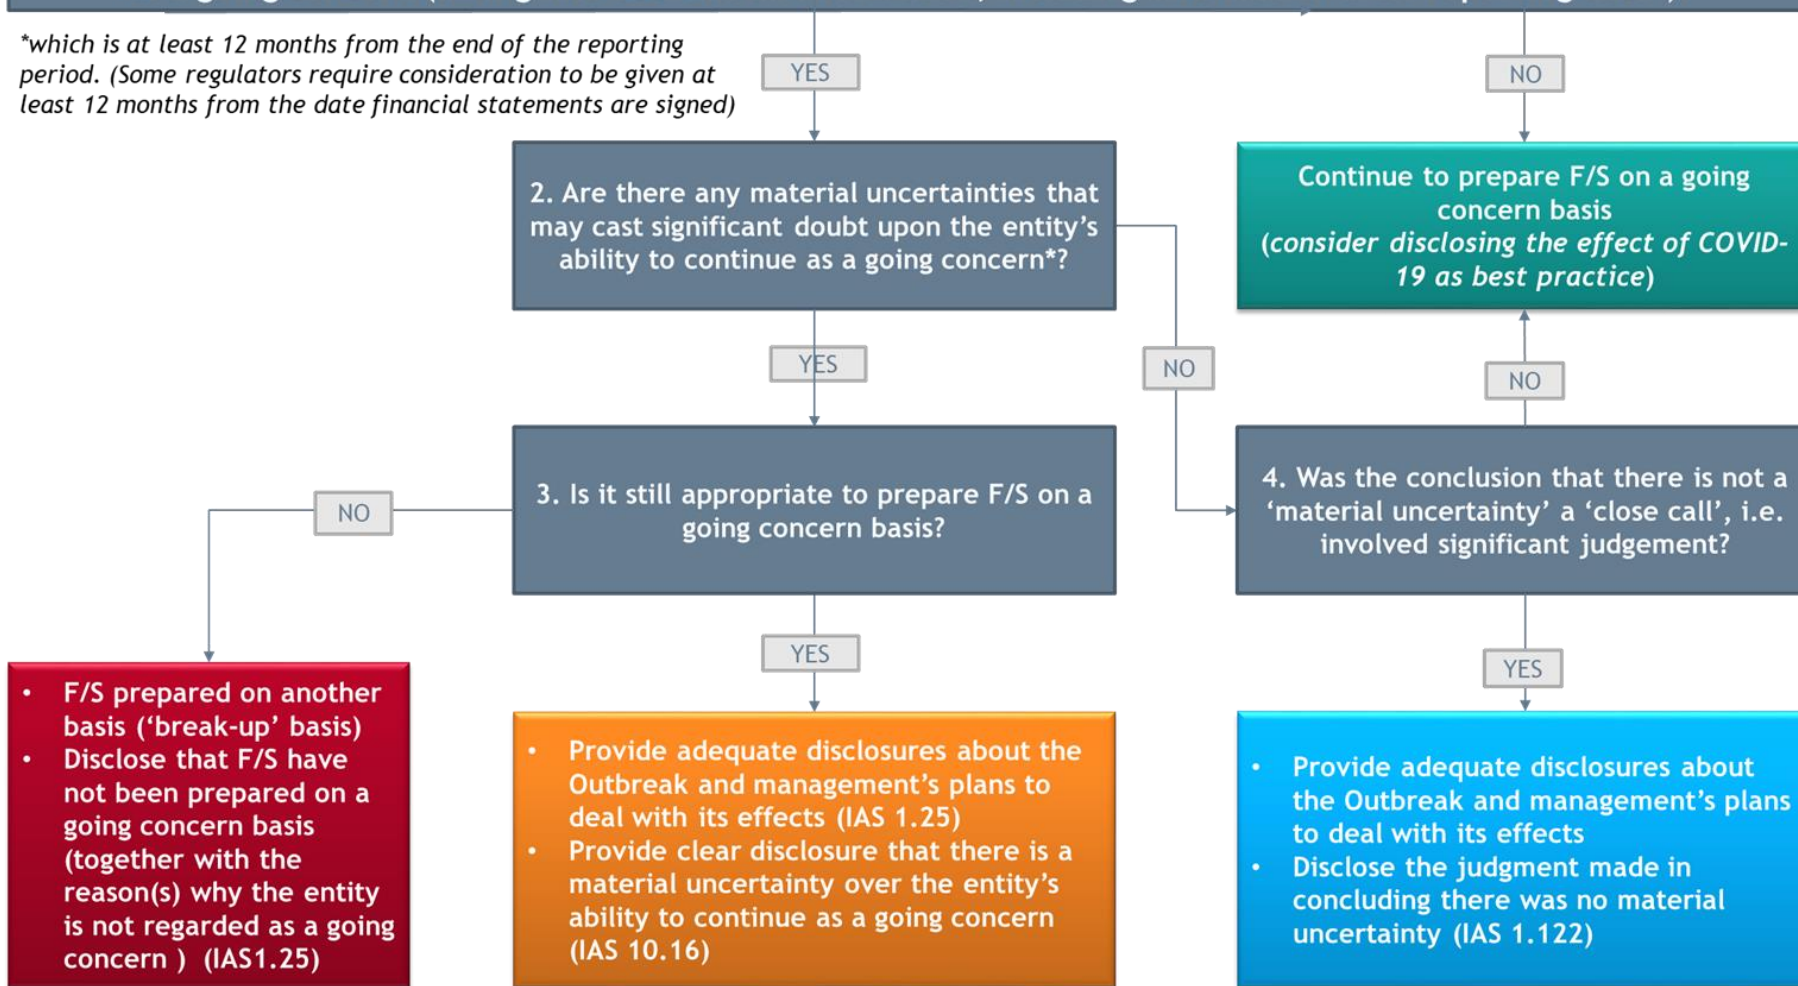 *which is at least 12 months from the end of the reporting
period. (Some regulators require consideration to be given at
least 12 months from the date financial statements are signed)
YES
NO
2. Are there any material uncertainties that
may cast significant doubt upon the entity’s
ability to continue as a going concern*?
Continue to prepare F/S on a going
concern basis
(consider disclosing the effect of COVID-
19 as best practice)
YES
NO
NO
3. Is it still appropriate to prepare F/S on a
going concern basis?
4. Was the conclusion that there is not a
‘material uncertainty’ a ‘close call’, i.e.
involved significant judgement?
NO
YES
YES
• F/S prepared on another
basis (‘break-up’ basis)
• Disclose that F/S have
not been prepared on a
going concern basis
(together with the
reason(s) why the entity
is not regarded as a going
concern ) (IAS1.25)
• Provide adequate disclosures about the
Outbreak and management’s plans to
deal with its effects (IAS 1.25)
• Provide clear disclosure that there is a
material uncertainty over the entity’s
ability to continue as a going concern
(IAS 10.16)
• Provide adequate disclosures about
the Outbreak and management’s plans
to deal with its effects
• Disclose the judgment made in
concluding there was no material
uncertainty (IAS 1.122)